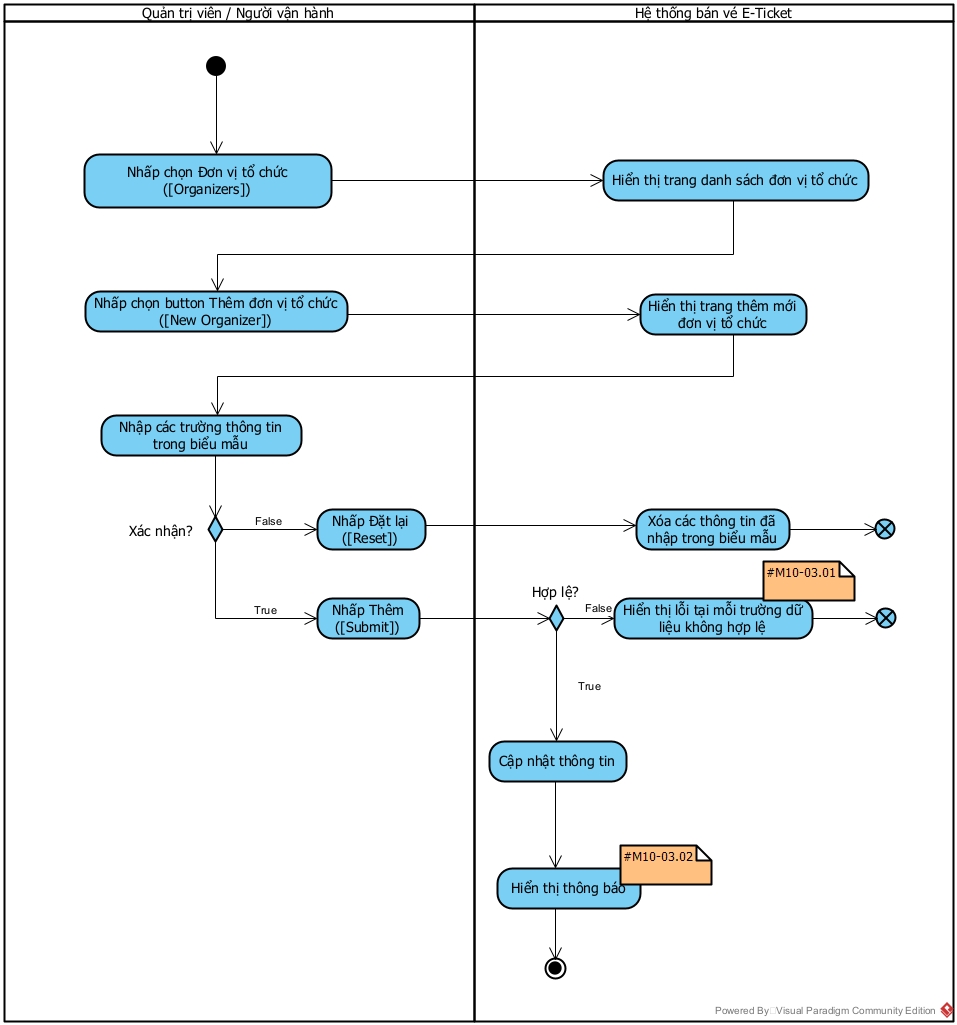 Quản trị viên / Người vận hành
Hệ thống bán vé E-Ticket
Nhấp chọn Đơn vị tổ chức
([Organizers])
Hiển thị trang danh sách đơn vị tổ chức
Nhấp chọn button Thêm đơn vị tổ chức
([New Organizer])
Hiển thị trang thêm mới
đơn vị tổ chức
Nhập các trường thông tin
trong biểu mẫu
Xác nhận?
False
Nhấp Đặt lại
([Reset])
Xóa các thông tin đã
nhập trong biểu mẫu
True
Nhấp Thêm
([Submit])
Hợp lệ?
False
#M10-03.01
Hiển thị lỗi tại mỗi trường dữ
liệu không hợp lệ
True
Cập nhật thông tin
#M10-03.02
Hiển thị thông báo
Powered By Visual Paradigm Community Edition